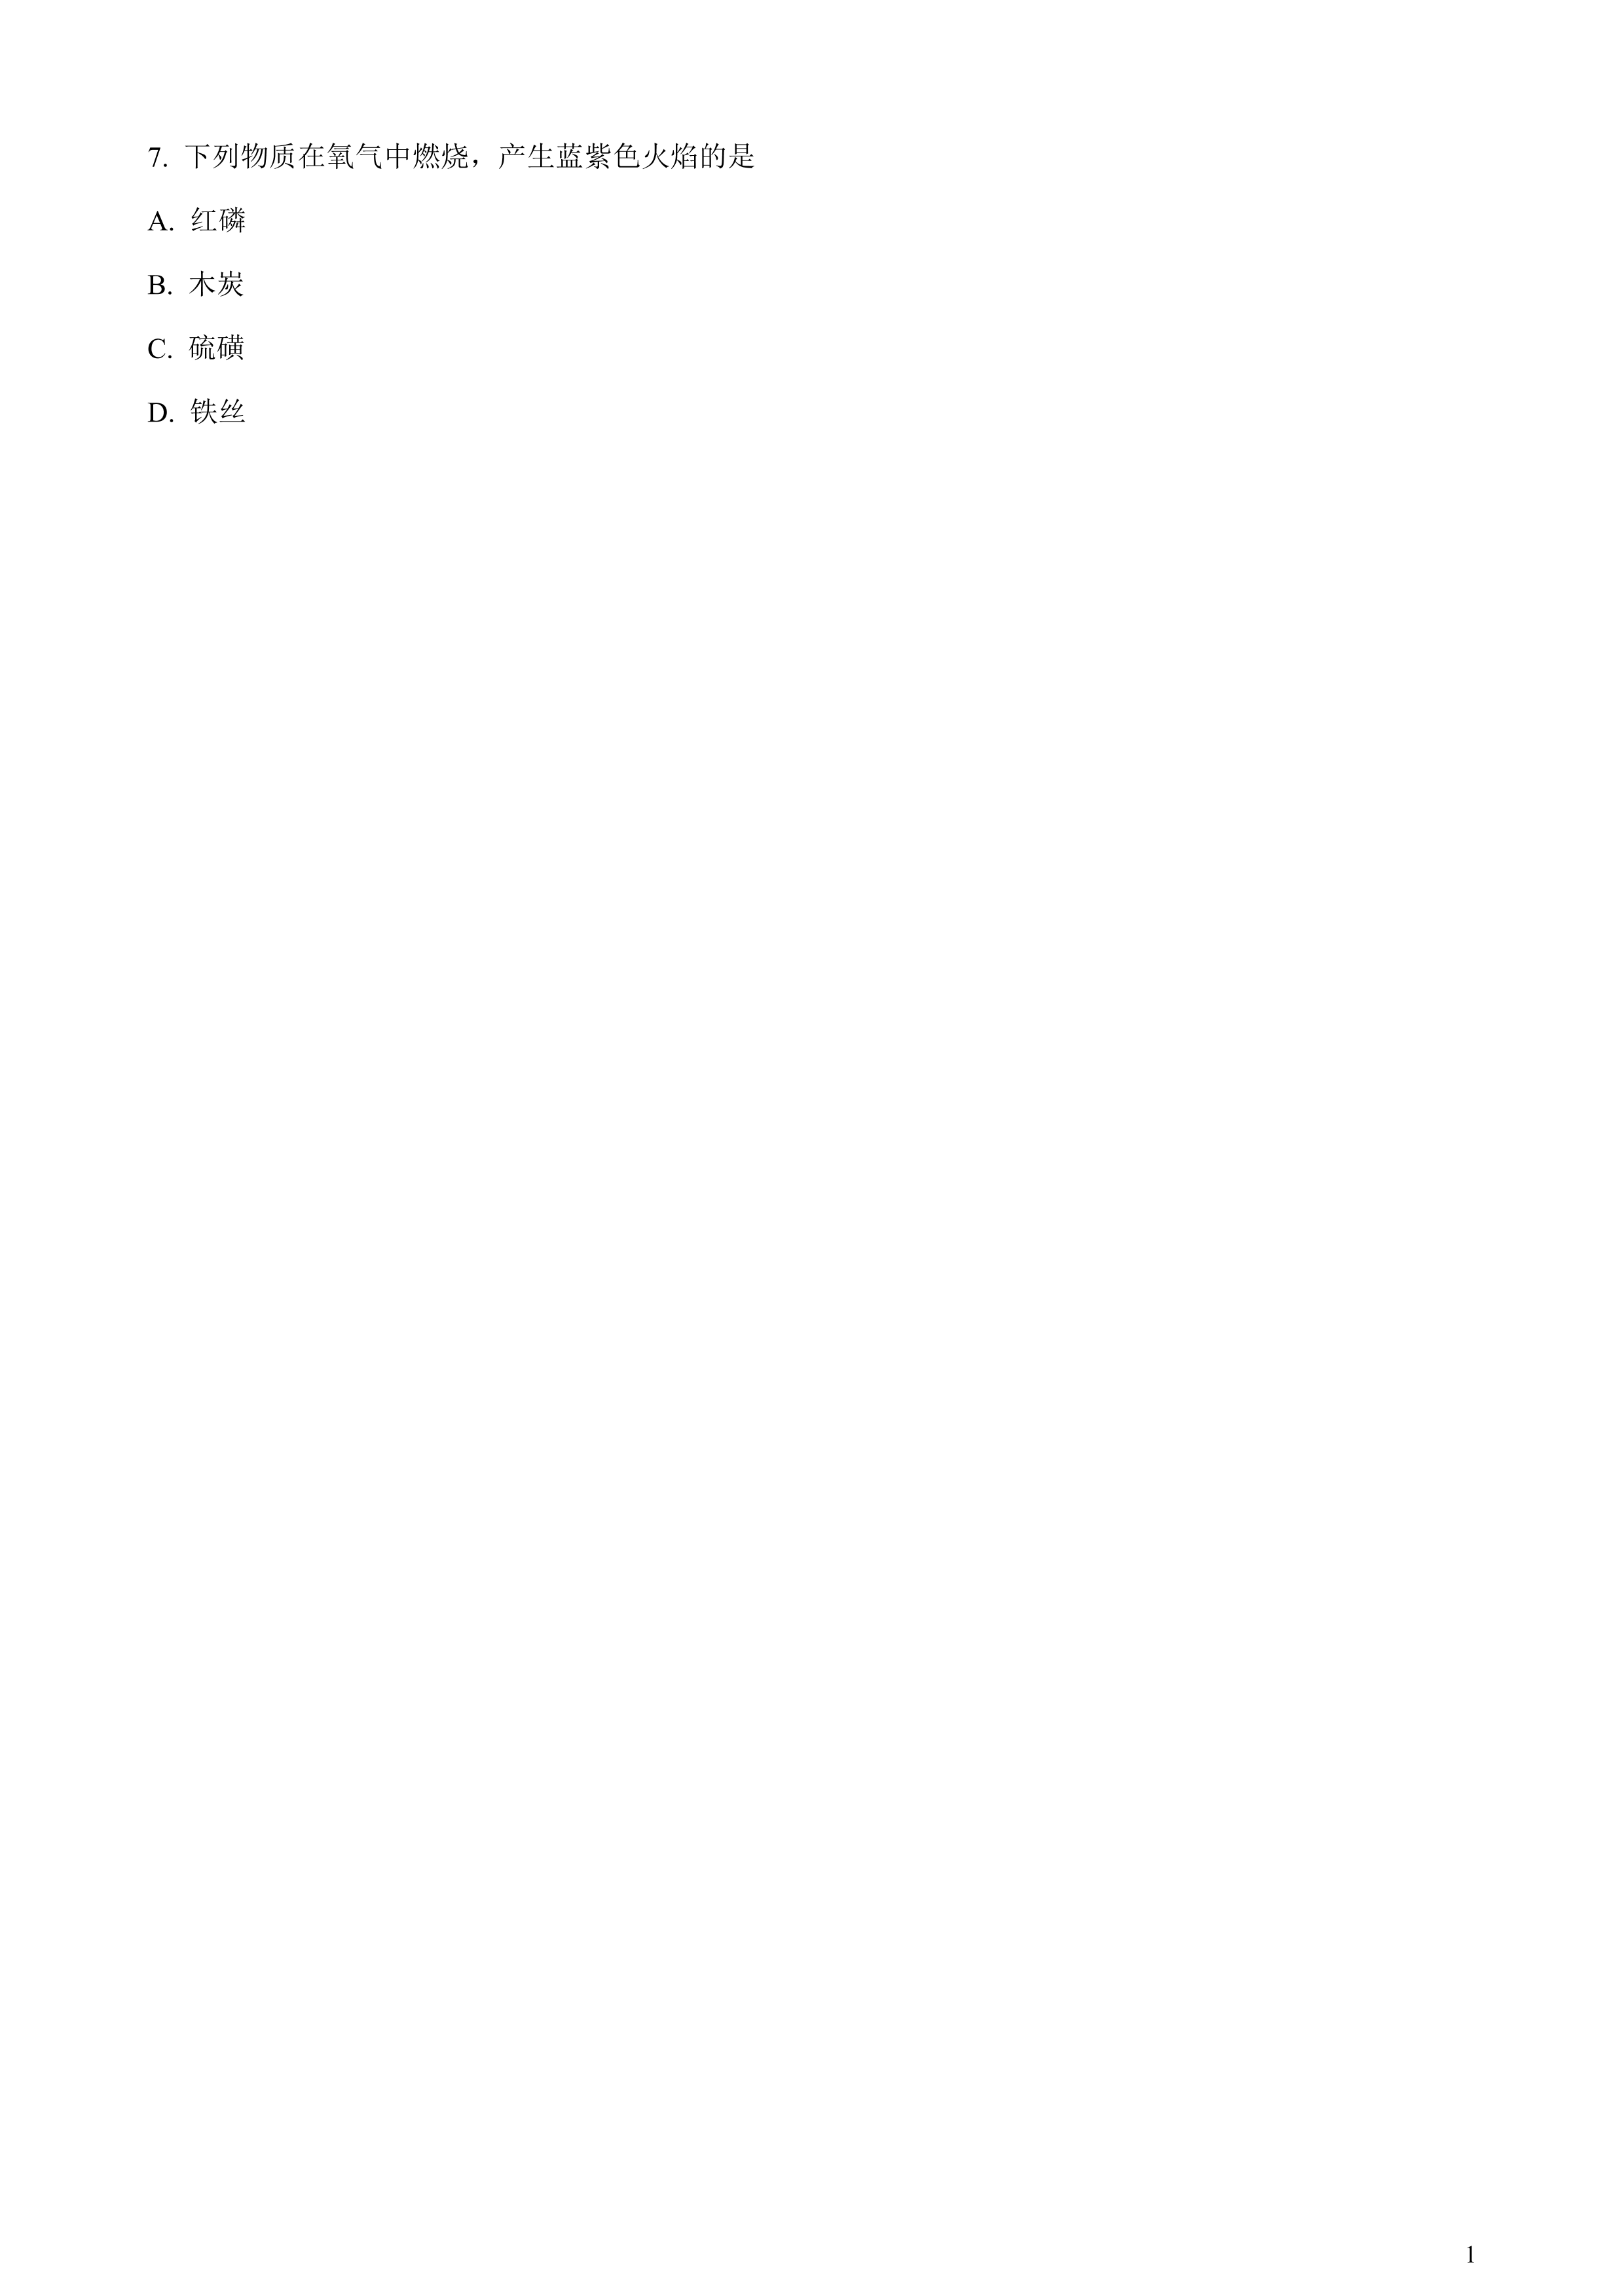 7. 下列物质在氧气中燃烧，产生蓝紫色火焰的是
A. 红磷
B. 木炭
C. 硫磺
D. 铁丝
1